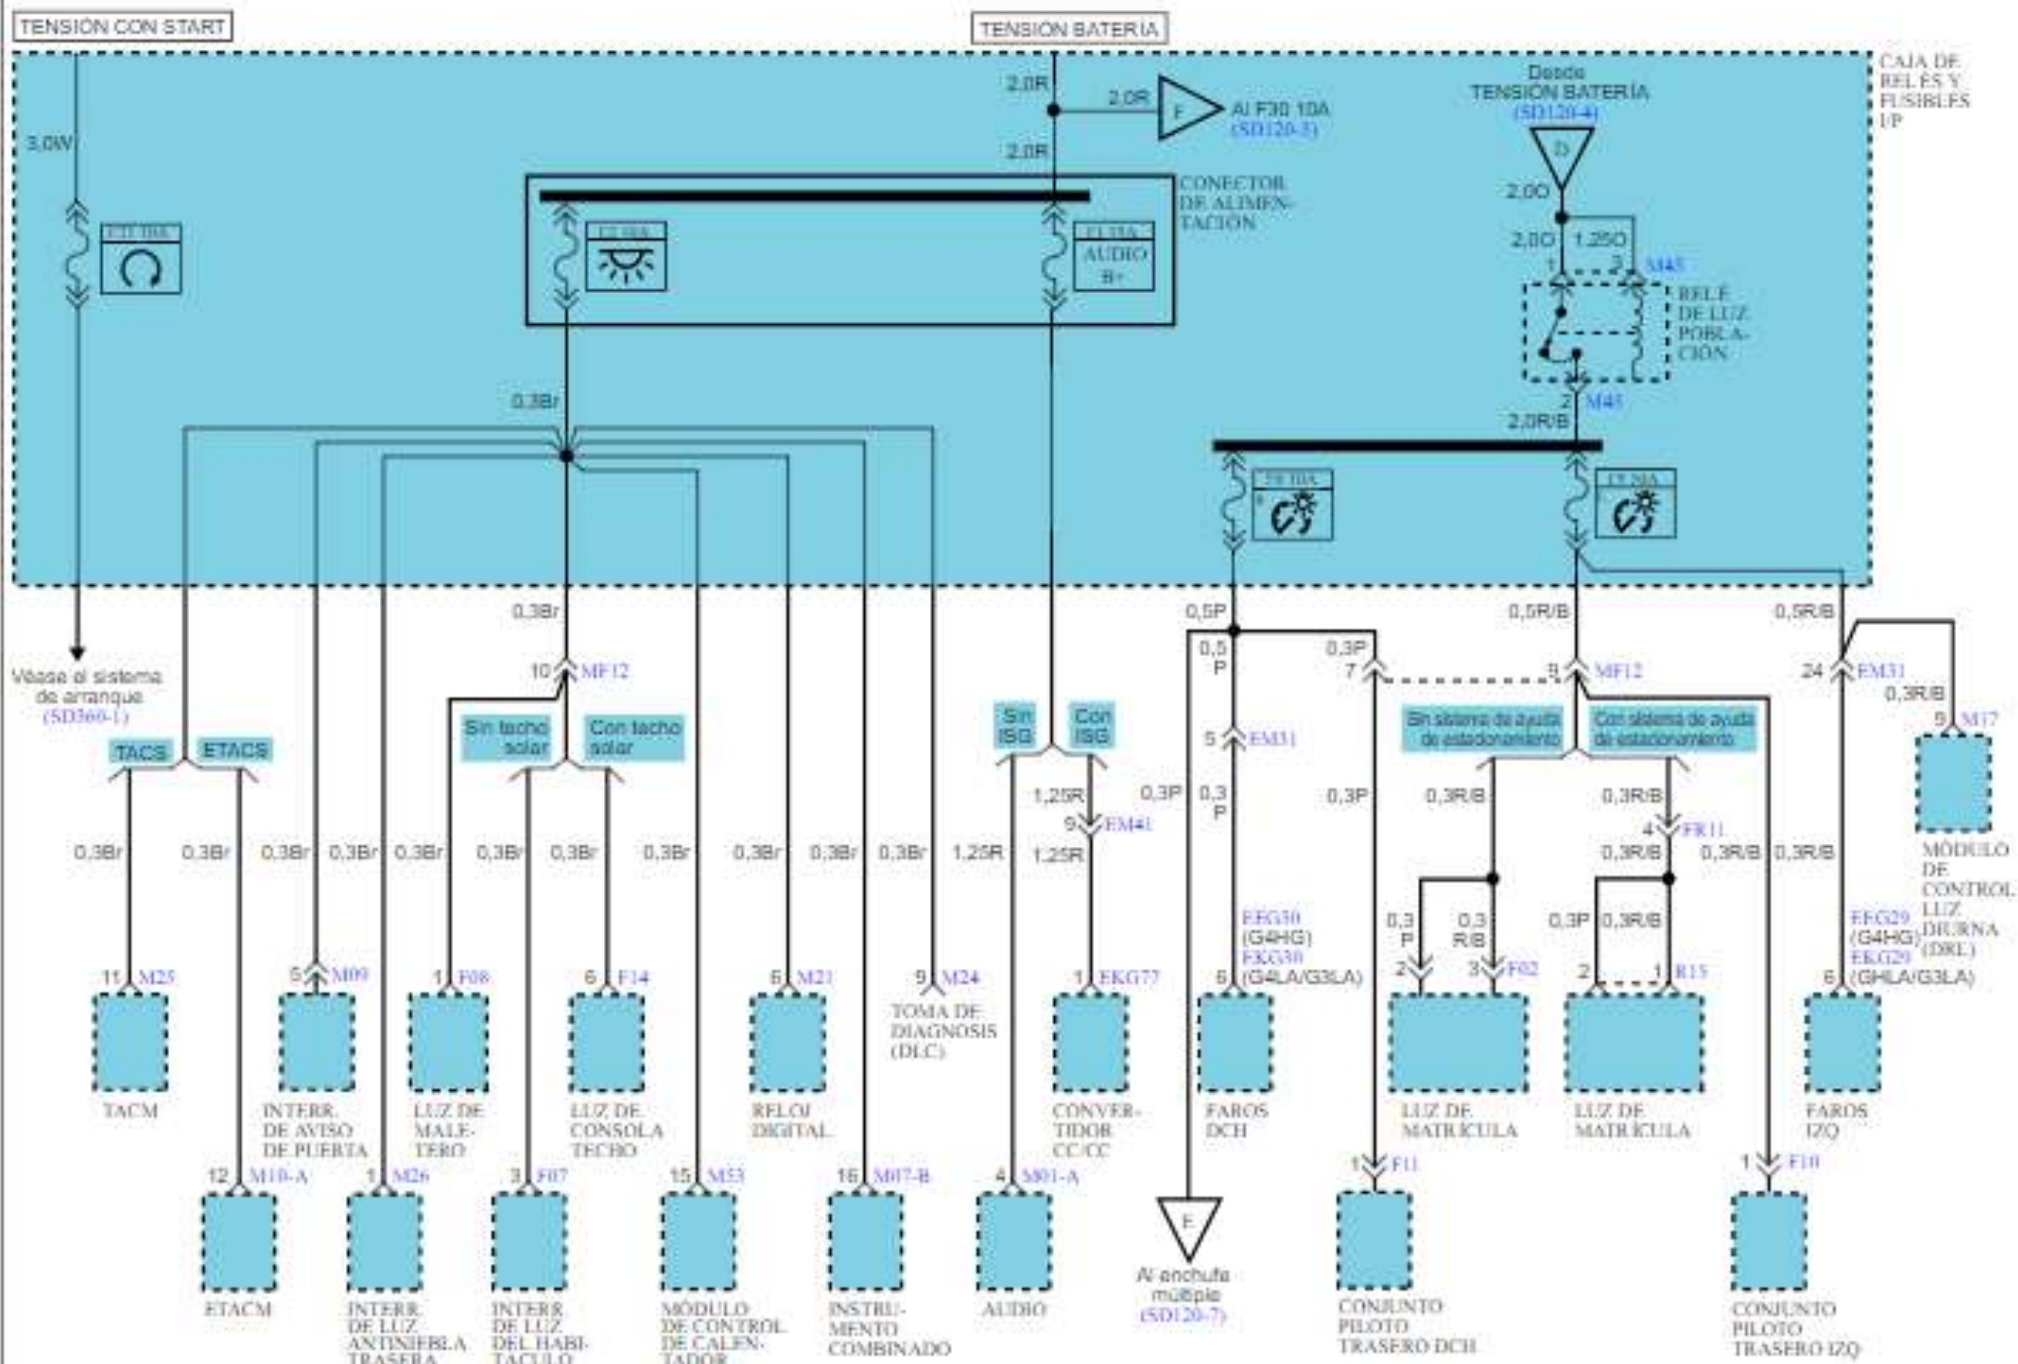 TENSIÓN CON START
TENSIÓN BATERÍA
CAJA DE
RELÉS Y
FUSIBLES
I/P
Desde
TENSIÓN BATERÍA
(SD120-4)
2,0R
2,0R
F
Al F30 10A
(SD120-5)
3,0W
2,0R
D
CONECTOR
DE ALIMEN-
TACIÓN
2,0O
AUDIO
B+
2,0O
1,25O
1
3
M45
RELÉ
DE LUZ
POBLA-
CIÓN
0,3Br
2
M45
2,0R/B
0,3Br
0,5P
0,5R/B
0,5R/B
Véase el sistema
de arranque
(SD360-1)
10
MF12
0,5
P
0,3P
7
9
MF12
24
EM31
0,3R/B
5
M17
TACS
ETACS
Sin techo
solar
Con techo
solar
Sin
ISG
Con
ISG
5
EM31
Sin sistema de ayuda
de estacionamiento
Con sistema de ayuda
de estacionamiento
1,25R
0,3P
0,3
P
0,3P
0,3R/B
0,3R/B
9
EM41
4
FR11
0,3Br
0,3Br
0,3Br
0,3Br
0,3Br
0,3Br
0,3Br
0,3Br
0,3Br
0,3Br
0,3Br
1,25R
1,25R
0,3R/B
0,3R/B
0,3R/B
MÓDULO
DE
CONTROL
LUZ
DIURNA
(DRL)
EEG30
(G4HG)
EKG30
(G4LA/G3LA)
0,3
P
0,3
R/B
0,3P
0,3R/B
EEG29
(G4HG)
EKG29
(GHLA/G3LA)
11
M25
5
M09
1
F08
6
F14
6
M21
9
M24
1
EKG77
6
2
3
F02
2
1
R15
6
TOMA DE
DIAGNOSIS
(DLC)
TACM
INTERR.
DE AVISO
DE PUERTA
LUZ DE
MALE-
TERO
LUZ DE
CONSOLA
TECHO
RELOJ
DIGITAL
CONVER-
TIDOR
CC/CC
FAROS
DCH
LUZ DE
MATRÍCULA
LUZ DE
MATRÍCULA
FAROS
IZQ
12
M10-A
1
M26
3
F07
15
M53
16
M07-B
4
M01-A
1
F11
1
F10
E
Al enchufe
múltiple
(SD120-7)
ETACM
INTERR.
DE LUZ
ANTINIEBLA
TRASERA
INTERR.
DE LUZ
DEL HABI-
TACULO
MÓDULO
DE CONTROL
DE CALEN-
TADOR
INSTRU-
MENTO
COMBINADO
AUDIO
CONJUNTO
PILOTO
TRASERO DCH
CONJUNTO
PILOTO
TRASERO IZQ